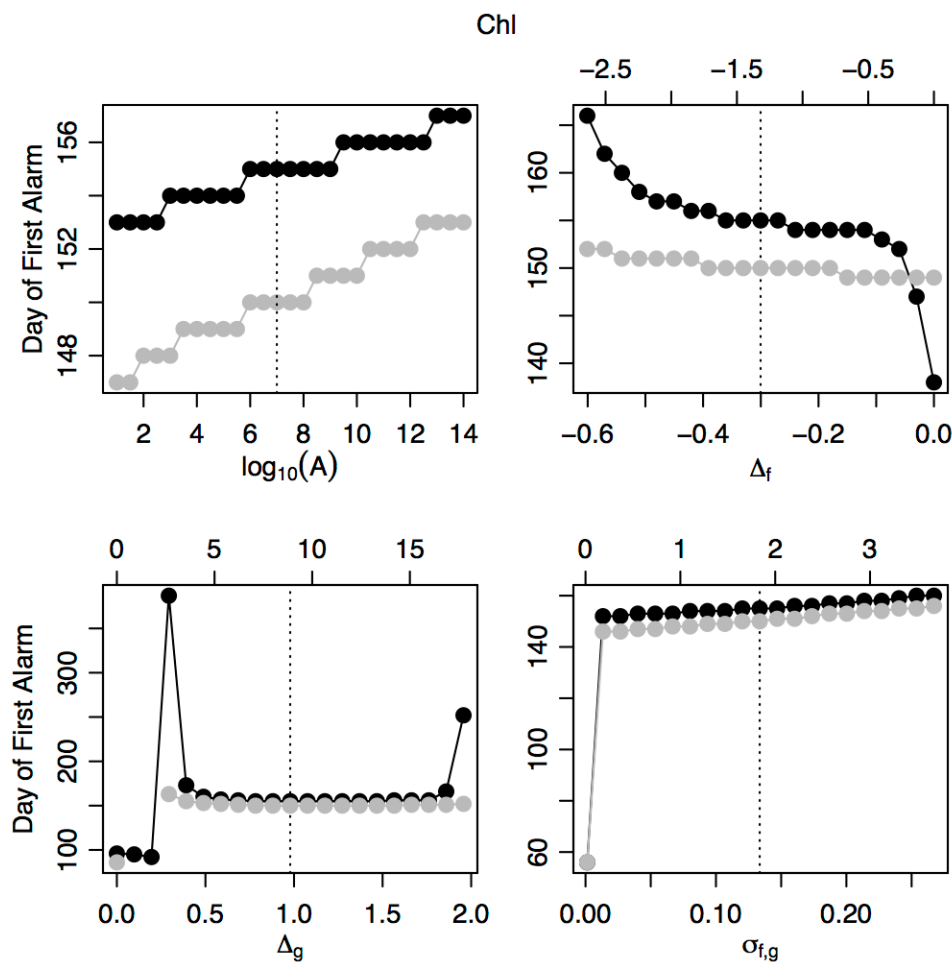 Chl
Day of First Alarm
148 152 156
2 4 6 8 10 12 14
log10(A)
−2.5 −1.5 −0.5
140 150 160
−0.6 −0.4 −0.2 0.0
Δf
0 5 10 15
Day of First Alarm
100 200 300
0.0 0.5 1.0 1.5 2.0
Δg
0 1 2 3
60 100 140
0.00 0.10 0.20
σf,g